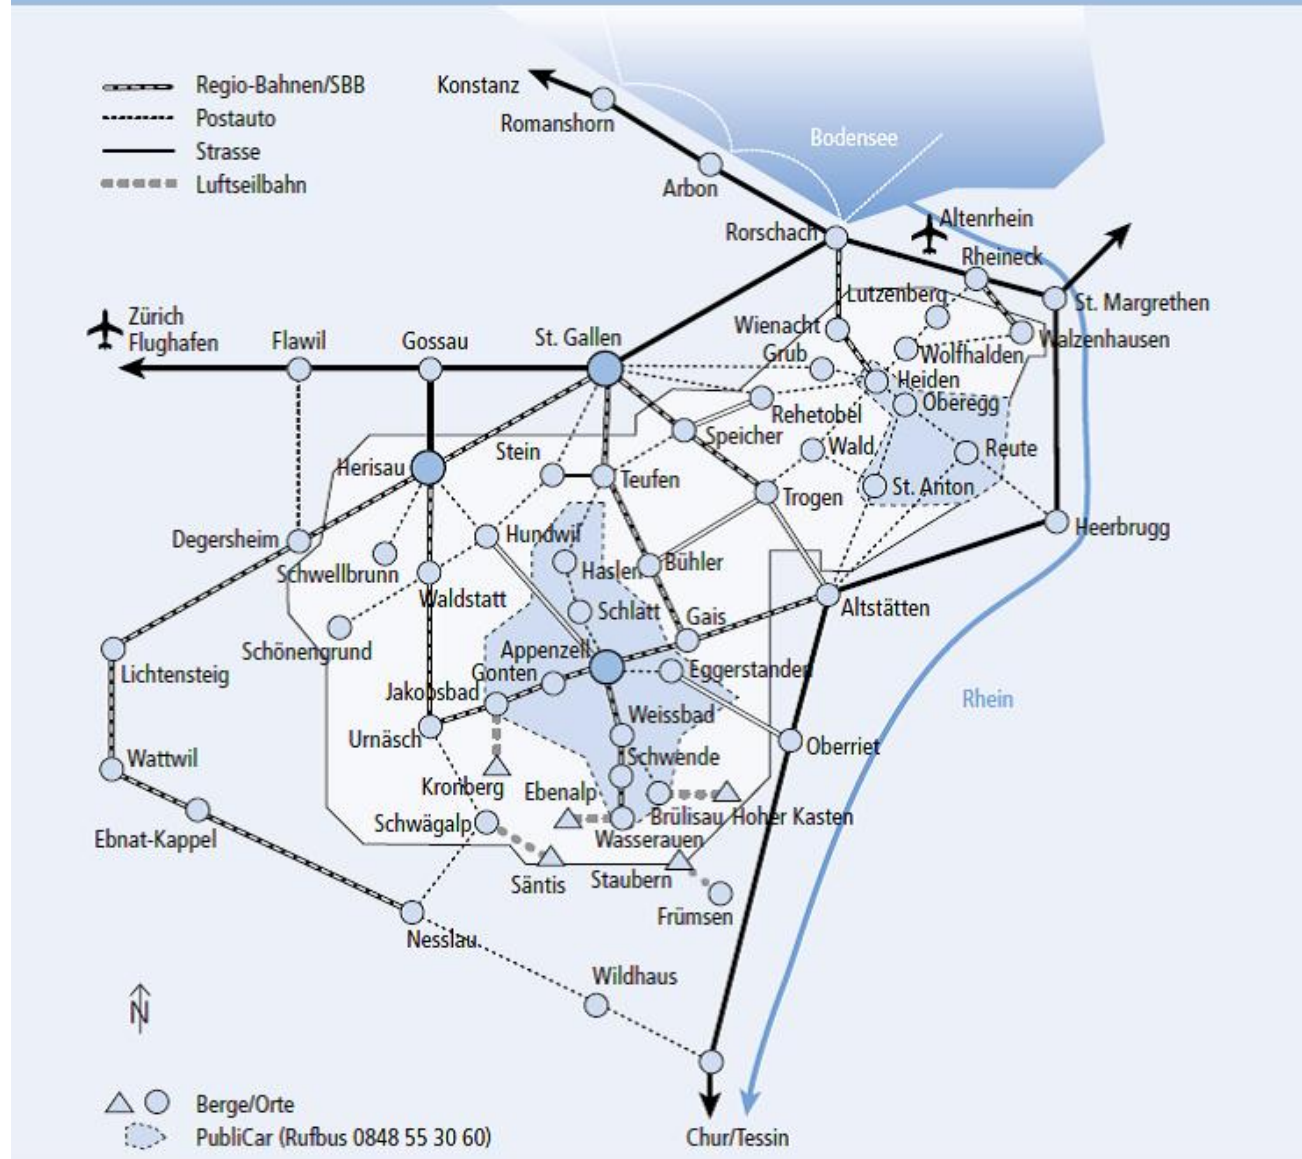 Regio-Bahnen/SBB
Postauto
Strasse
Luftseilbahn
Konstanz
Romanshorn
Bodensee
Arbon
Rorschach
Altenrhein
Rheineck
Lutzenberg
St. Margrethen
Zürich
Flughafen
Flawil
Gossau
St. Gallen
Wienacht
Walzenhausen
Grub
Wolfhalden
Heiden
Oberegg
Rehetobel
Speicher
Wald
Reute
Stein
Herisau
Teufen
Trogen
St. Anton
Heerbrugg
Degersheim
Hundwil
Schwellbrunn
Haslen
Bühler
Waldstatt
Schlatt
Gais
Altstätten
Schönengrund
Appenzell
Lichtensteig
Gonten
Eggerstanden
Jakobsbad
Weissbad
Rhein
Urnäsch
Oberriet
Wattwil
Schwende
Kronberg
Ebenalp
Brülisau
Hoher Kasten
Schwägalp
Wasserauen
Ebnat-Kappel
Säntis
Staubern
Frümsen
Nesslau
Wildhaus
N
Berge/Orte
PubliCar (Rufbus 0848 55 30 60)
Chur/Tessin